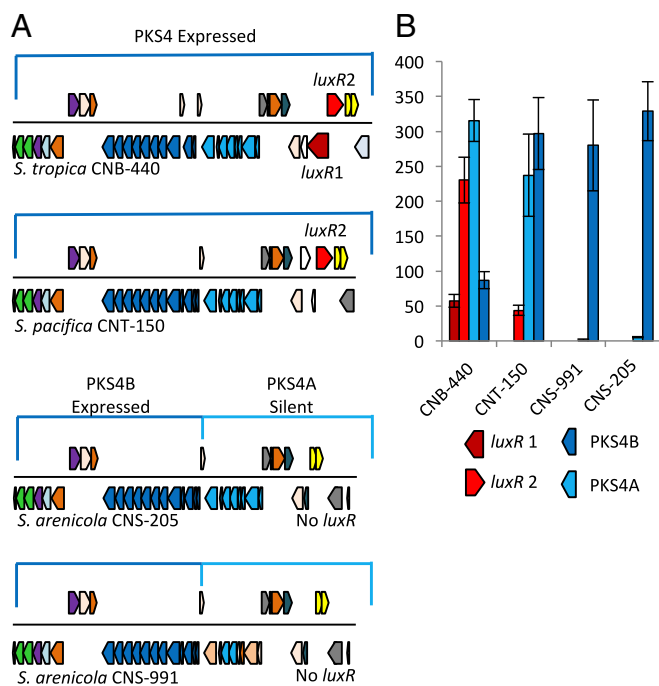 A
PKS4 Expressed
luxR2
S. tropica CNB-440
luxR1
luxR2
S. pacifica CNT-150
PKS4B
Expressed
PKS4A
Silent
S. arenicola CNS-205
No luxR
S. arenicola CNS-991
No luxR
B
400
350
300
250
200
150
100
50
0
CNB-440
CNT-150
CNS-991
CNS-205
luxR 1
PKS4B
luxR 2
PKS4A